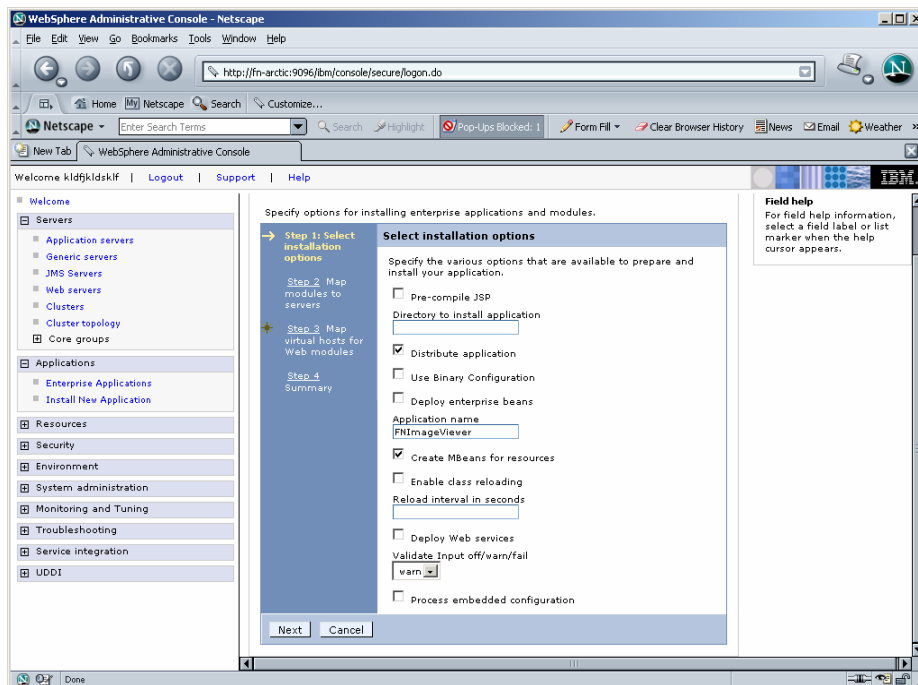 WebSphere Administrative Console - Netscape
File Edit View Go Bookmarks Tools Window Help
http://fn-arctic:9096/ibm/console/secure/logon.do
N
Home My Netscape Search Customize...
Netscape Enter Search Terms Search Highlight Pop-Ups Blocked: 1 Form Fill Clear Browser History News Email Weather »
New Tab WebSphere Administrative Console
Welcome kldfjkldsklf | Logout | Support | Help IBM.
Welcome
Servers
Application servers
Generic servers
JMS Servers
Web servers
Clusters
Cluster topology
Core groups
Applications
Enterprise Applications
Install New Application
Resources
Security
Environment
System administration
Monitoring and Tuning
Troubleshooting
Service integration
UDDI
Specify options for installing enterprise applications and modules.
Step 1: Select
installation
options
Step 2 Map
modules to
servers
Step 3 Map
virtual hosts for
Web modules
Step 4
Summary
Select installation options
Specify the various options that are available to prepare and
install your application.
Pre-compile JSP
Directory to install application
Distribute application
Use Binary Configuration
Deploy enterprise beans
Application name
FNImageViewer
Create MBeans for resources
Enable class reloading
Reload interval in seconds
Deploy Web services
Validate Input off/warn/fail
warn
Process embedded configuration
Next Cancel
Field help
For field help information,
select a field label or list
marker when the help
cursor appears.
Done